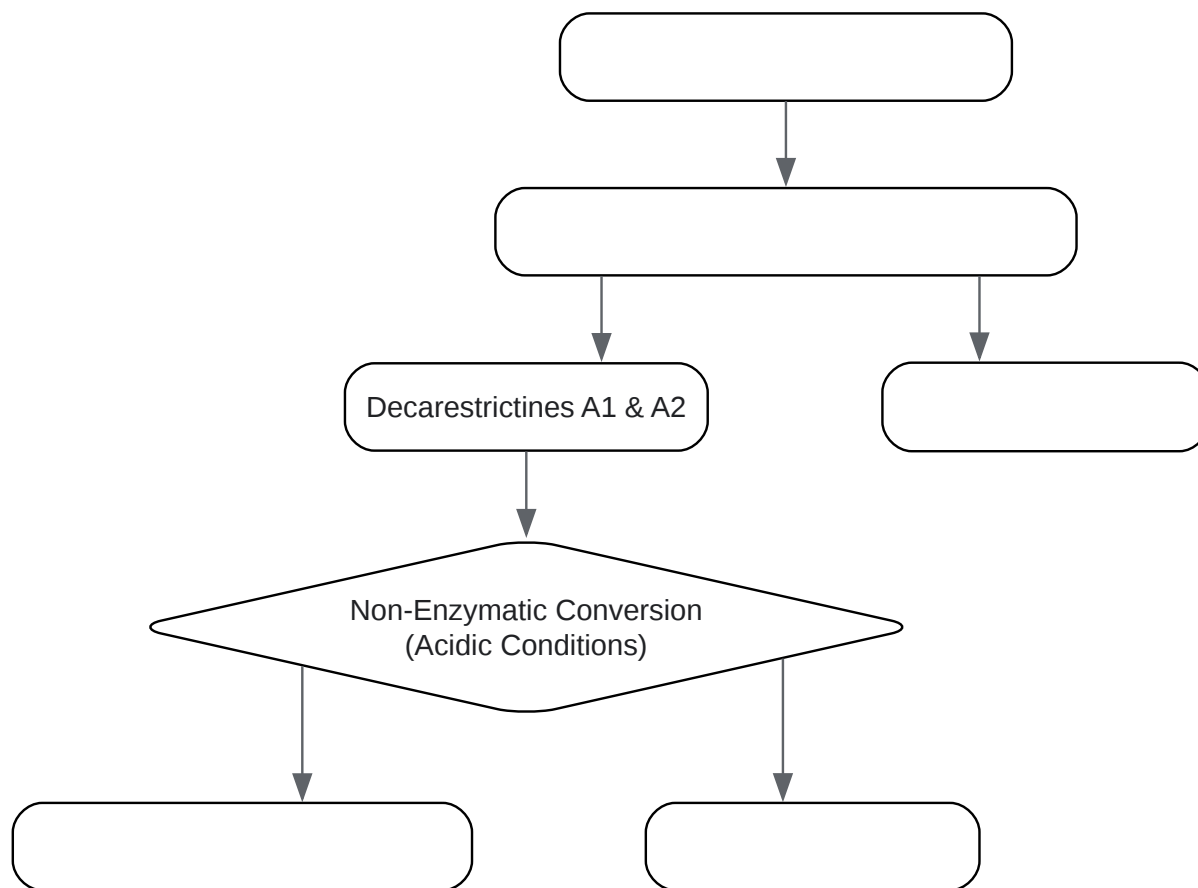 Decarestrictines A1 & A2
Non-Enzymatic Conversion
(Acidic Conditions)